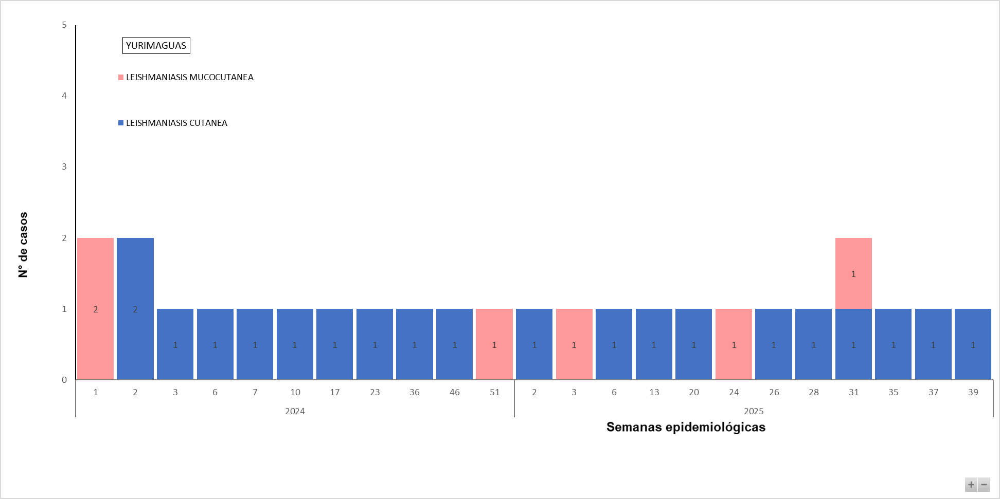 5
YURIMAGUAS
LEISHMANIASIS MUCOCUTANEA
4
LEISHMANIASIS CUTANEA
3
N° de casos
2
1
1
2 2
1 1 1 1 1 1 1 1 1 1 1 1 1 1 1 1 1 1 1 1 1
0
1 2 3 6 7 10 17 23 36 46 51 2 3 6 13 20 24 26 28 31 35 37 39
2024 2025
Semanas epidemiológicas
+ −